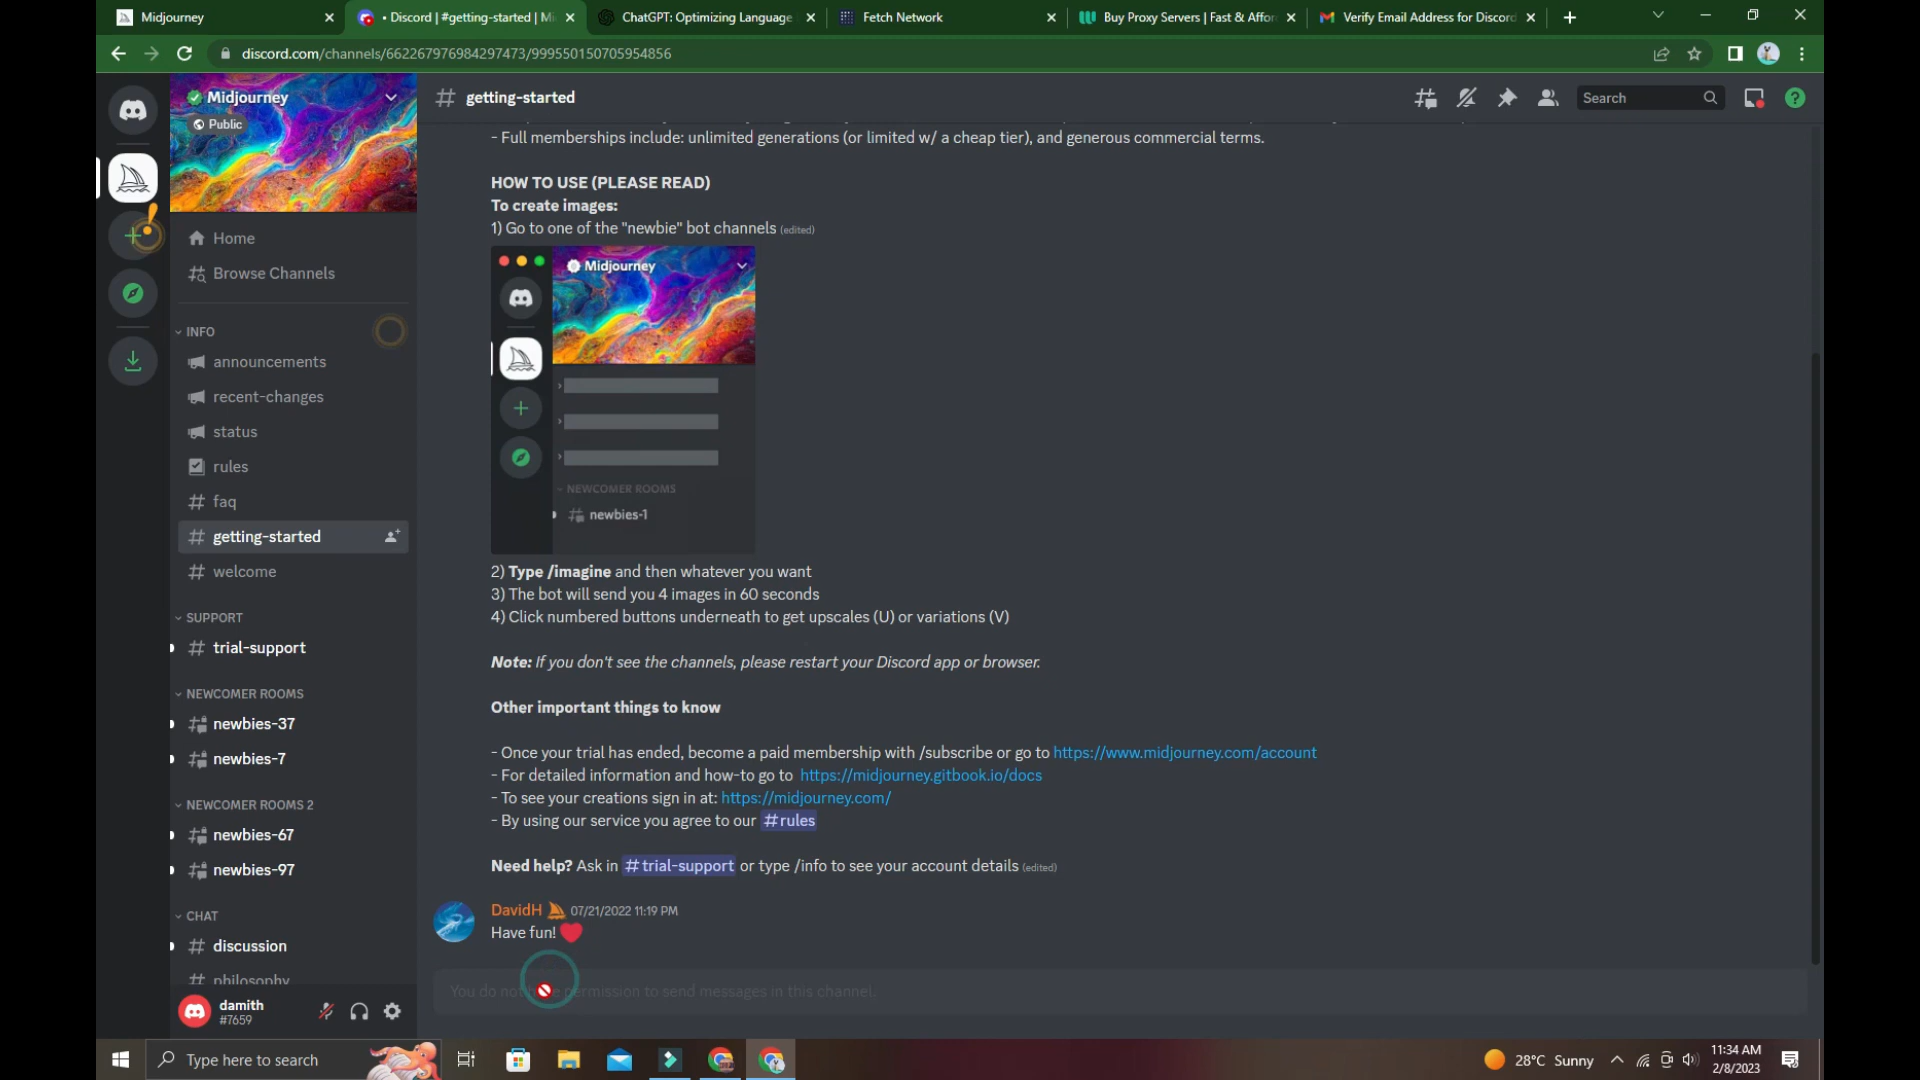 Midjourney
• Discord | #getting-started | Mi
ChatGPT: Optimizing Language
Fetch Network
Buy Proxy Servers | Fast & Affor
Verify Email Address for Discord
discord.com/channels/662267976984297473/999550150705954856
Midjourney
Public
getting-started
Search
Home
Browse Channels
INFO
announcements
recent-changes
status
rules
faq
getting-started
welcome
SUPPORT
trial-support
NEWCOMER ROOMS
newbies-37
newbies-7
NEWCOMER ROOMS 2
newbies-67
newbies-97
CHAT
discussion
philosophy
damith
#7659
- Full memberships include: unlimited generations (or limited w/ a cheap tier), and generous commercial terms.
HOW TO USE (PLEASE READ)
To create images:
1) Go to one of the "newbie" bot channels (edited)
Midjourney
NEWCOMER ROOMS
newbies-1
2) Type /imagine and then whatever you want
3) The bot will send you 4 images in 60 seconds
4) Click numbered buttons underneath to get upscales (U) or variations (V)
Note: If you don't see the channels, please restart your Discord app or browser.
Other important things to know
- Once your trial has ended, become a paid membership with /subscribe or go to https://www.midjourney.com/account
- For detailed information and how-to go to https://midjourney.gitbook.io/docs
- To see your creations sign in at: https://midjourney.com/
- By using our service you agree to our #rules
Need help? Ask in #trial-support or type /info to see your account details (edited)
DavidH 07/21/2022 11:19 PM
Have fun!
You do not permission to send messages in this channel.
Type here to search
28°C Sunny
11:34 AM
2/8/2023